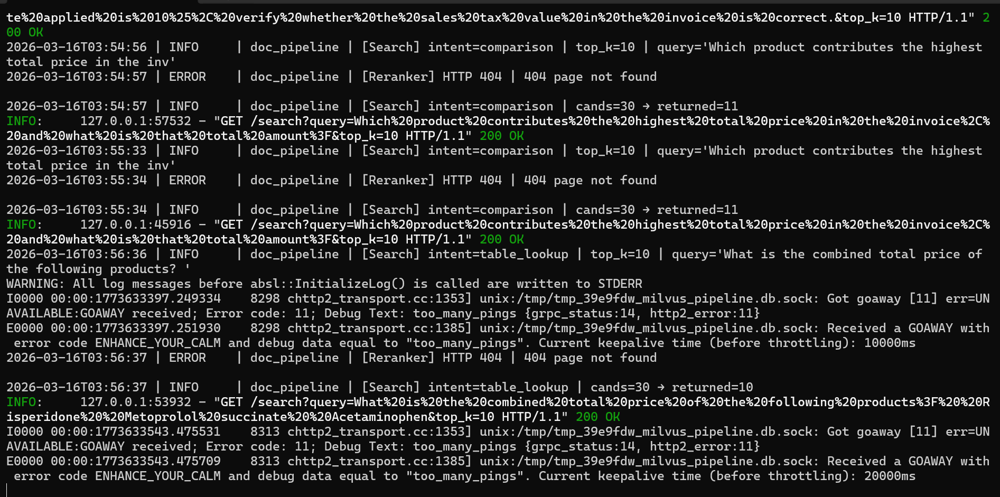 te%20applied%20is%2010%25%2C%20verify%20whether%20the%20sales%20tax%20value%20in%20the%20invoice%20is%20correct.&top_k=10 HTTP/1.1" 2
00 OK
2026-03-16T03:54:56 | INFO     | doc_pipeline | [Search] intent=comparison | top_k=10 | query='Which product contributes the highest
total price in the inv'
2026-03-16T03:54:57 | ERROR    | doc_pipeline | [Reranker] HTTP 404 | 404 page not found
2026-03-16T03:54:57 | INFO     | doc_pipeline | [Search] intent=comparison | cands=30 → returned=11
INFO:     127.0.0.1:57532 - "GET /search?query=Which%20product%20contributes%20the%20highest%20total%20price%20in%20the%20invoice%2C%
20and%20what%20is%20that%20total%20amount%3F&top_k=10 HTTP/1.1" 200 OK
2026-03-16T03:55:33 | INFO     | doc_pipeline | [Search] intent=comparison | top_k=10 | query='Which product contributes the highest
total price in the inv'
2026-03-16T03:55:34 | ERROR    | doc_pipeline | [Reranker] HTTP 404 | 404 page not found
2026-03-16T03:55:34 | INFO     | doc_pipeline | [Search] intent=comparison | cands=30 → returned=11
INFO:     127.0.0.1:45916 - "GET /search?query=Which%20product%20contributes%20the%20highest%20total%20price%20in%20the%20invoice%2C%
20and%20what%20is%20that%20total%20amount%3F&top_k=10 HTTP/1.1" 200 OK
2026-03-16T03:56:36 | INFO     | doc_pipeline | [Search] intent=table_lookup | top_k=10 | query='What is the combined total price of
the following products? '
WARNING: All log messages before absl::InitializeLog() is called are written to STDERR
I0000 00:00:1773633397.249334    8298 chttp2_transport.cc:1353] unix:/tmp/tmp_39e9fdw_milvus_pipeline.db.sock: Got goaway [11] err=UN
AVAILABLE:GOAWAY received; Error code: 11; Debug Text: too_many_pings {grpc_status:14, http2_error:11}
E0000 00:00:1773633397.251930    8298 chttp2_transport.cc:1385] unix:/tmp/tmp_39e9fdw_milvus_pipeline.db.sock: Received a GOAWAY with
 error code ENHANCE_YOUR_CALM and debug data equal to "too_many_pings". Current keepalive time (before throttling): 10000ms
2026-03-16T03:56:37 | ERROR    | doc_pipeline | [Reranker] HTTP 404 | 404 page not found
2026-03-16T03:56:37 | INFO     | doc_pipeline | [Search] intent=table_lookup | cands=30 → returned=10
INFO:     127.0.0.1:53932 - "GET /search?query=What%20is%20the%20combined%20total%20price%20of%20the%20following%20products%3F%20%20R
isperidone%20%20Metoprolol%20succinate%20%20Acetaminophen&top_k=10 HTTP/1.1" 200 OK
I0000 00:00:1773633543.475531    8313 chttp2_transport.cc:1353] unix:/tmp/tmp_39e9fdw_milvus_pipeline.db.sock: Got goaway [11] err=UN
AVAILABLE:GOAWAY received; Error code: 11; Debug Text: too_many_pings {grpc_status:14, http2_error:11}
E0000 00:00:1773633543.475709    8313 chttp2_transport.cc:1385] unix:/tmp/tmp_39e9fdw_milvus_pipeline.db.sock: Received a GOAWAY with
 error code ENHANCE_YOUR_CALM and debug data equal to "too_many_pings". Current keepalive time (before throttling): 20000ms